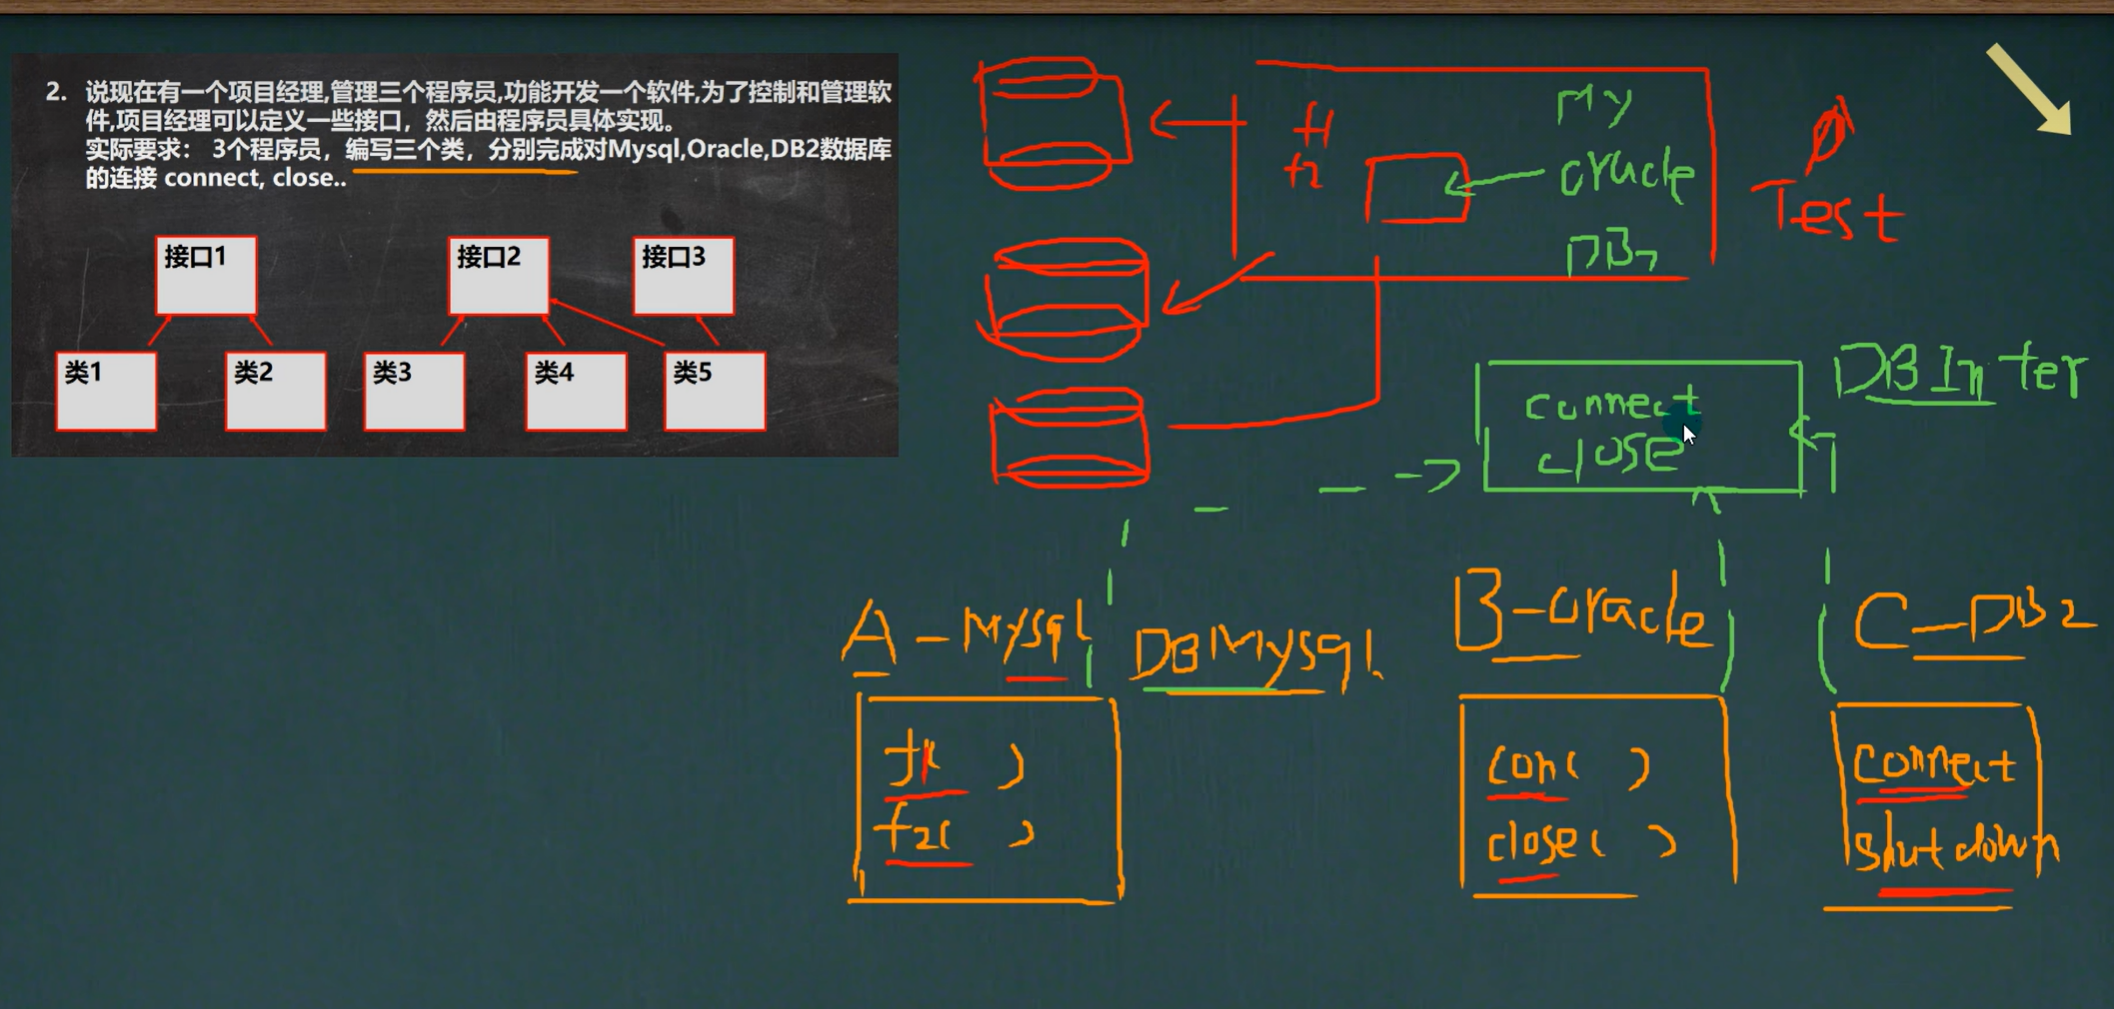 2. 说现在有一个项目经理,管理三个程序员,功能开发一个软件,为了控制和管理软
件,项目经理可以定义一些接口，然后由程序员具体实现。
实际要求： 3个程序员，编写三个类，分别完成对Mysql,Oracle,DB2数据库
的连接 connect, close..
接口1
接口2
接口3
类1
类2
类3
类4
类5
f1
f2
My
Oracle
Test
DBInter
connect
close
A - Mysql
DBMysql
B - Oracle
C - DB2
f2( )
con( )
close( )
connect
shutdown